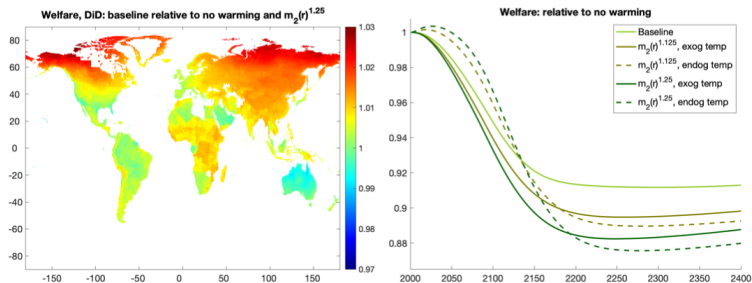 Welfare, DiD: baseline relative to no warming and m2(r)^1.25
80
60
40
20
0
-20
-40
-60
-80
-150 -100 -50 0 50 100 150
1.03
1.02
1.01
1
0.99
0.98
0.97
Welfare: relative to no warming
1
0.98
0.96
0.94
0.92
0.9
0.88
2000 2050 2100 2150 2200 2250 2300 2350 2400
Baseline
m2(r)^1.125, exog temp
m2(r)^1.125, endog temp
m2(r)^1.25, exog temp
m2(r)^1.25, endog temp